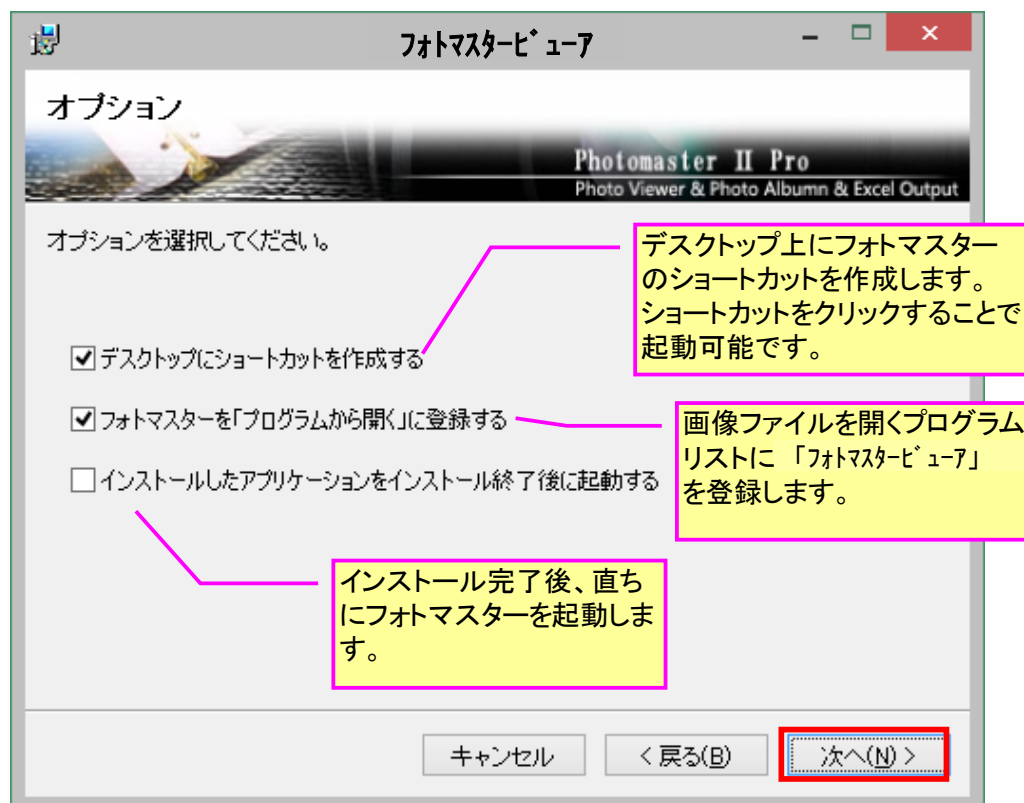 ﾌｫﾄﾏｽﾀｰﾋﾞｭｰｱ
オプション
Photomaster II Pro
Photo Viewer & Photo Albumn & Excel Output
オプションを選択してください。
デスクトップ上にフォトマスター
のショートカットを作成します。
ショートカットをクリックすることで
起動可能です。
デスクトップにショートカットを作成する
フォトマスターを「プログラムから開く」に登録する
画像ファイルを開くプログラム
リストに 「ﾌｫﾄﾏｽﾀｰﾋﾞｭｰｱ」
を登録します。
インストールしたアプリケーションをインストール終了後に起動する
インストール完了後、直ち
にフォトマスターを起動しま
す。
キャンセル
< 戻る(B)
次へ(N) >